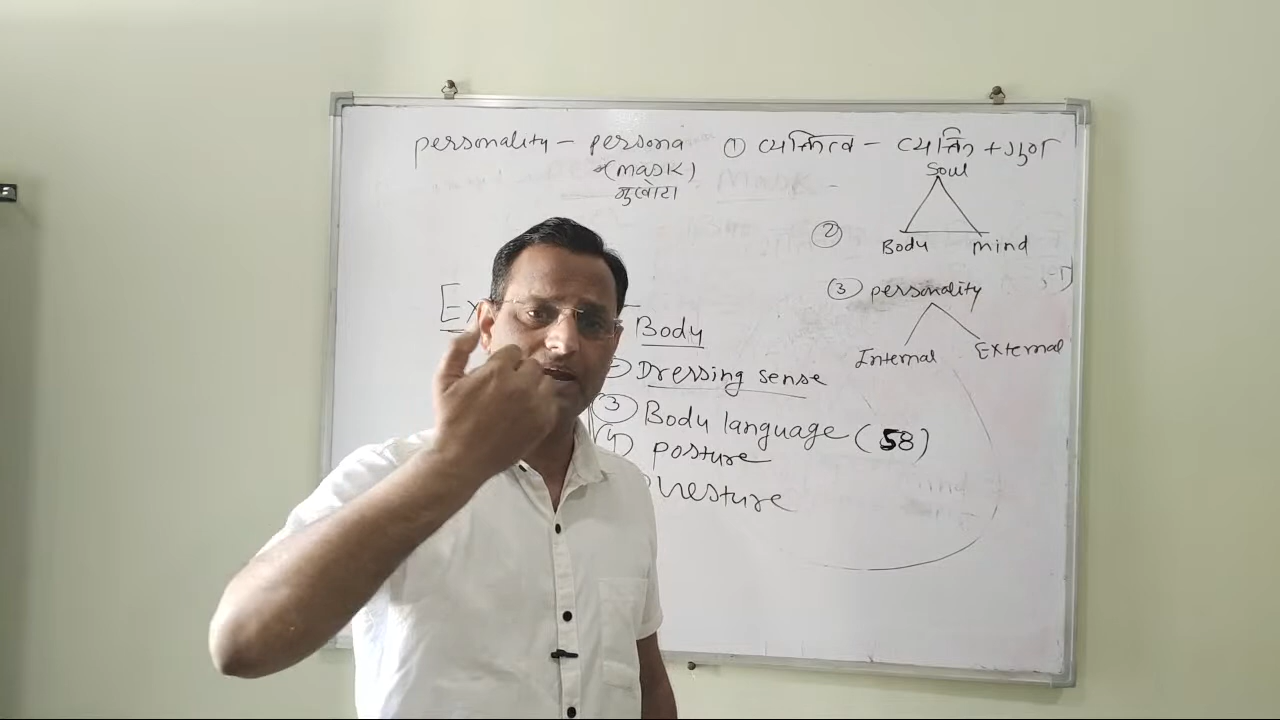 personality - persona
(mask)
मुखोटा
① व्यक्तित्व - व्यक्ति + गुण
②
Soul
Body mind
③ personality
Internal External
Body
Dressing sense
③ Body language (58)
④ posture